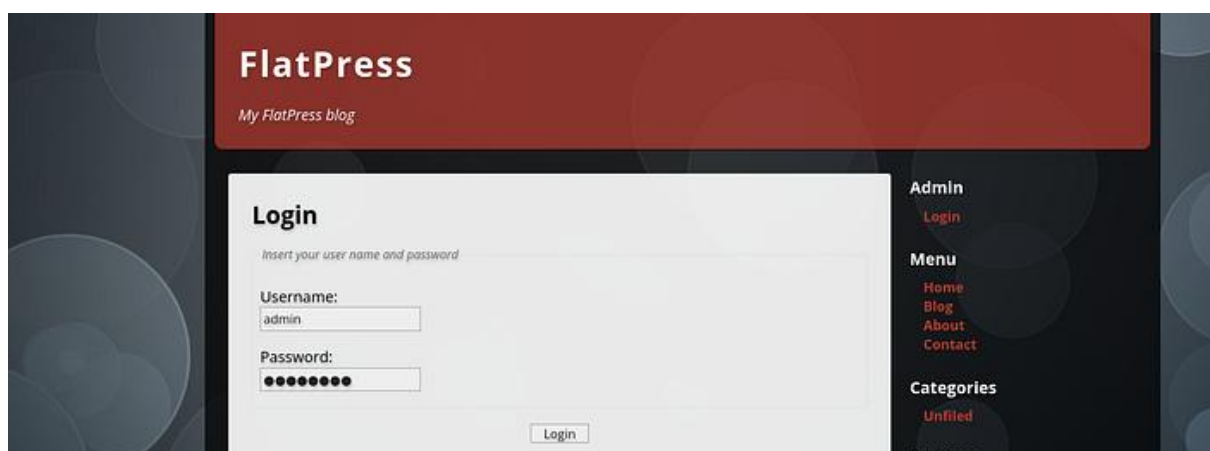 FlatPress
My FlatPress blog
Login
Insert your user name and password
Username:
admin
Password:
●●●●●●●●
Login
Admin
Login
Menu
Home
Blog
About
Contact
Categories
Unfiled